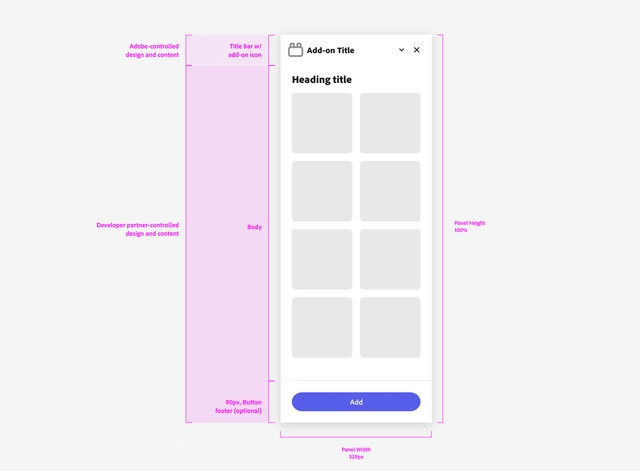 Adobe-controlled
design and content
Title bar w/
add-on icon
Add-on Title
Heading title
Developer partner-controlled
design and content
Body
Panel Height
100%
90px, Button
footer (optional)
Add
Panel Width
320px